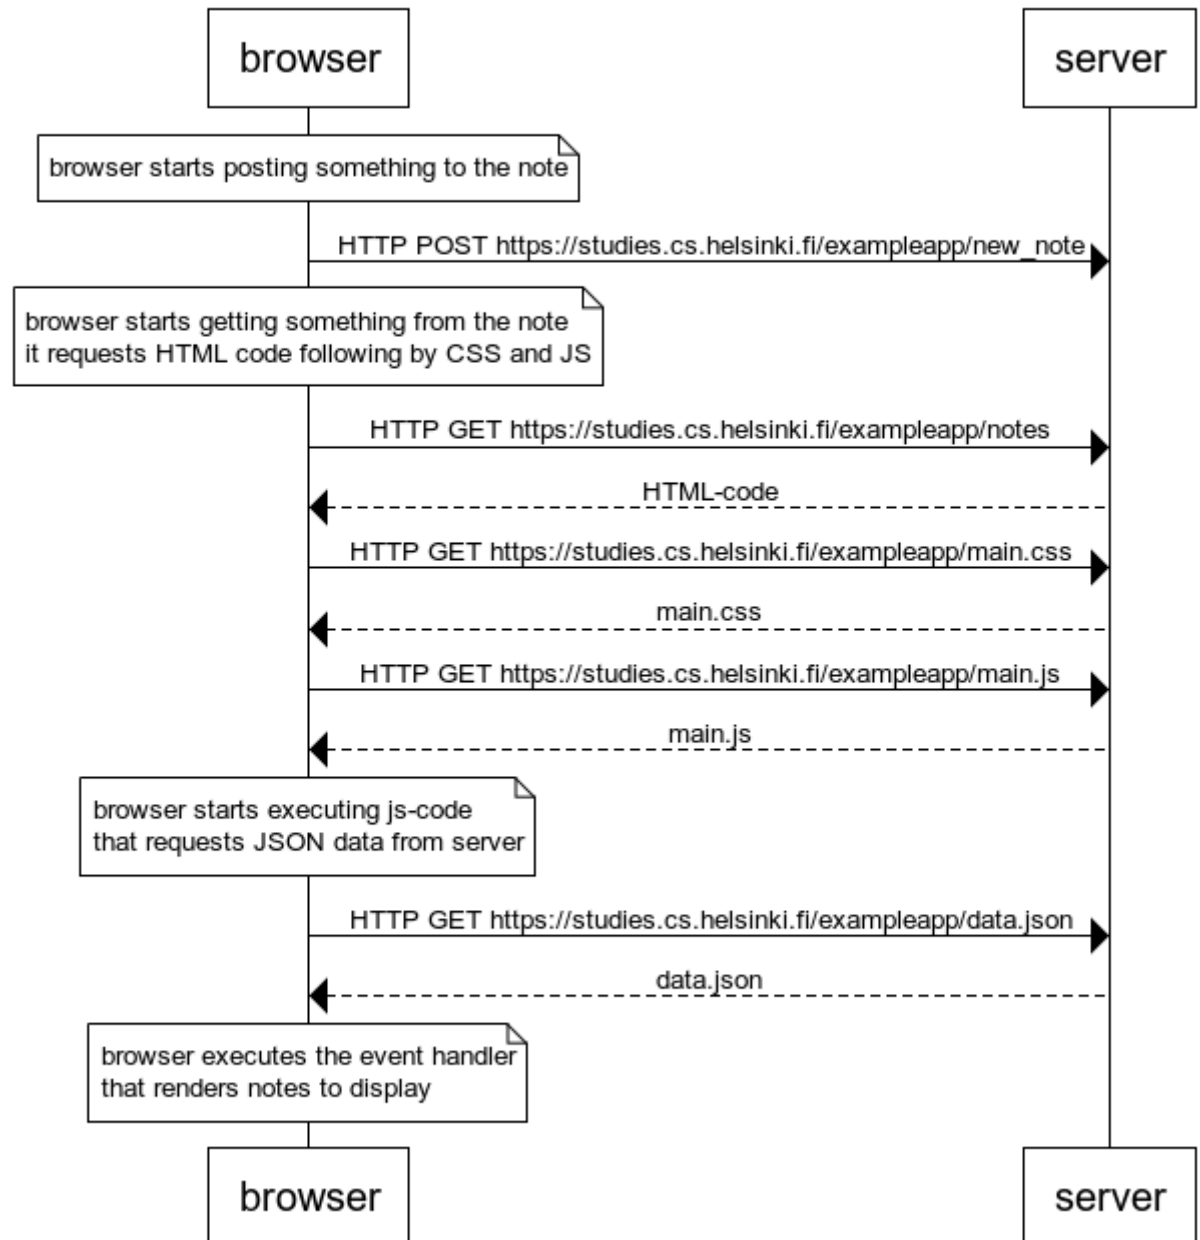 browser
server
browser starts posting something to the note
HTTP POST https://studies.cs.helsinki.fi/exampleapp/new_note
browser starts getting something from the note
it requests HTML code following by CSS and JS
HTTP GET https://studies.cs.helsinki.fi/exampleapp/notes
HTML-code
HTTP GET https://studies.cs.helsinki.fi/exampleapp/main.css
main.css
HTTP GET https://studies.cs.helsinki.fi/exampleapp/main.js
main.js
browser starts executing js-code
that requests JSON data from server
HTTP GET https://studies.cs.helsinki.fi/exampleapp/data.json
data.json
browser executes the event handler
that renders notes to display
browser
server